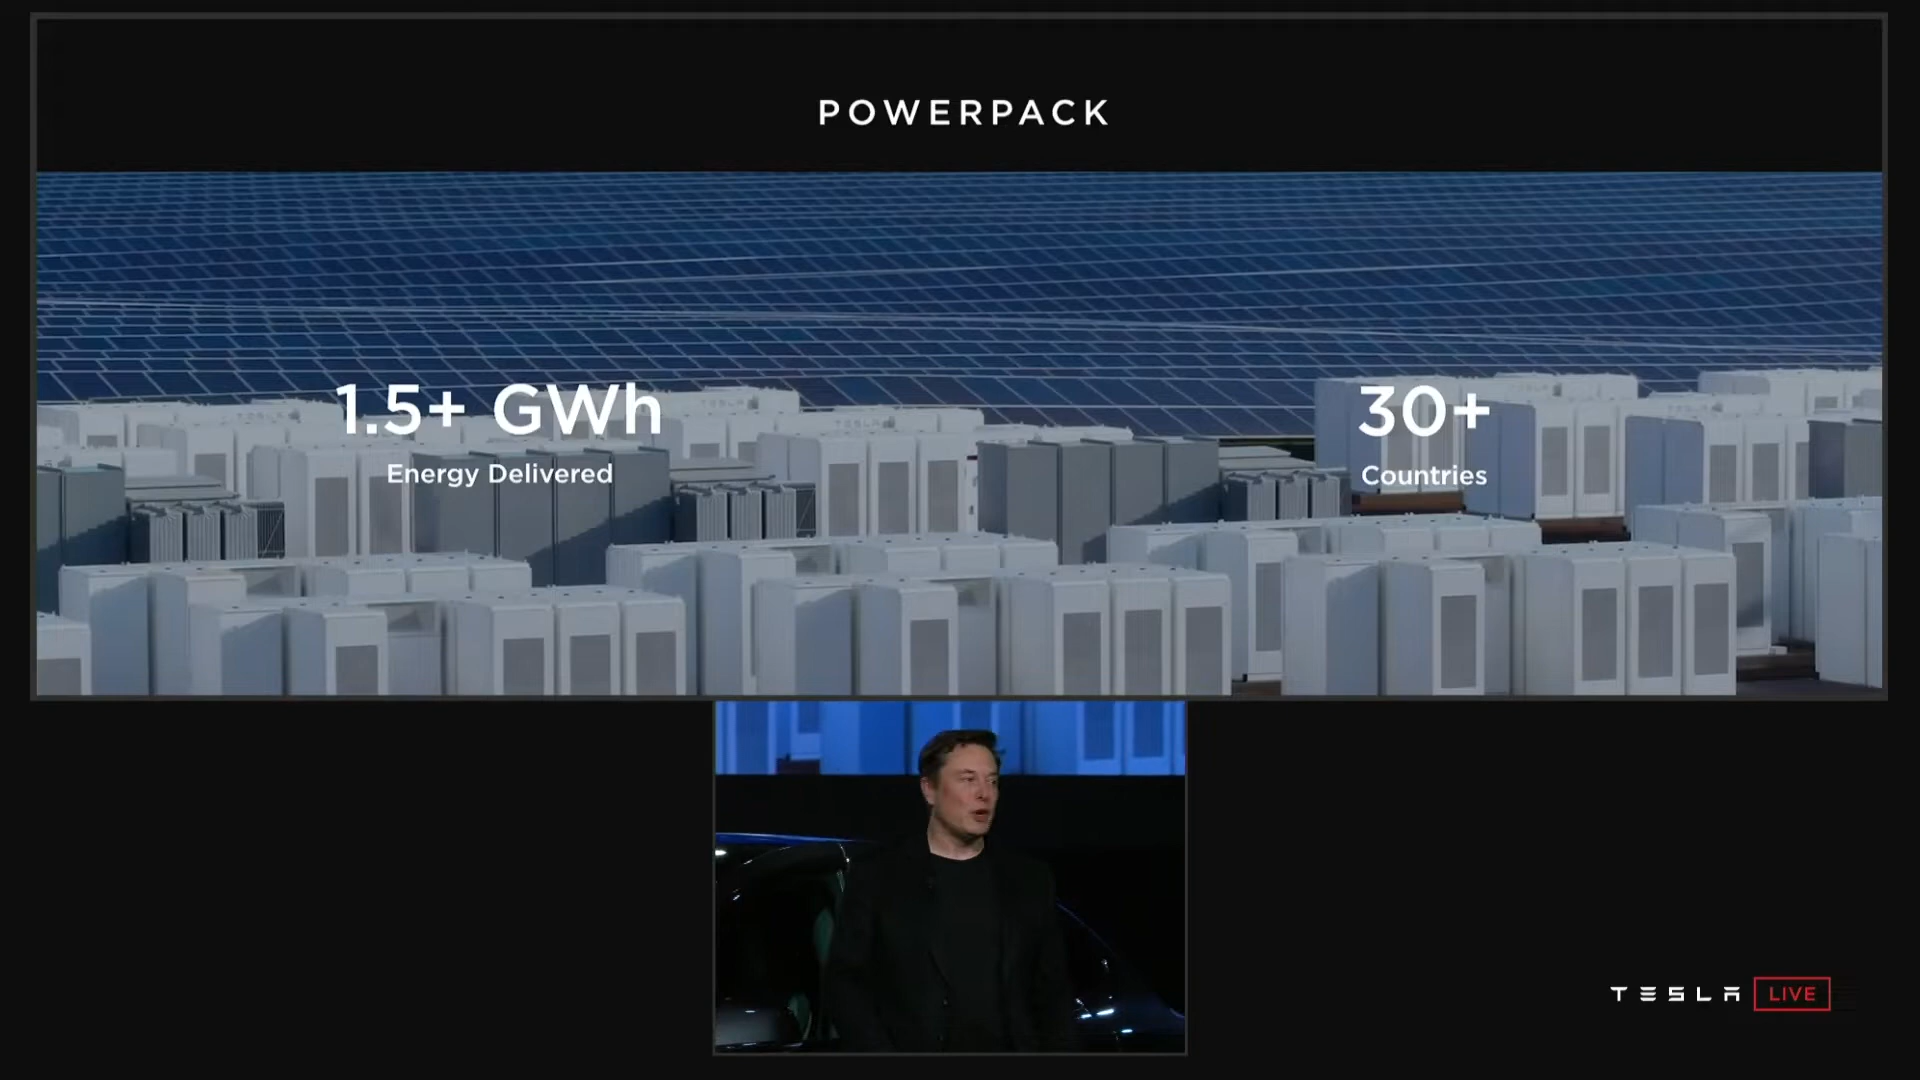 POWERPACK
1.5+ GWh
Energy Delivered
30+
Countries
TESLA LIVE